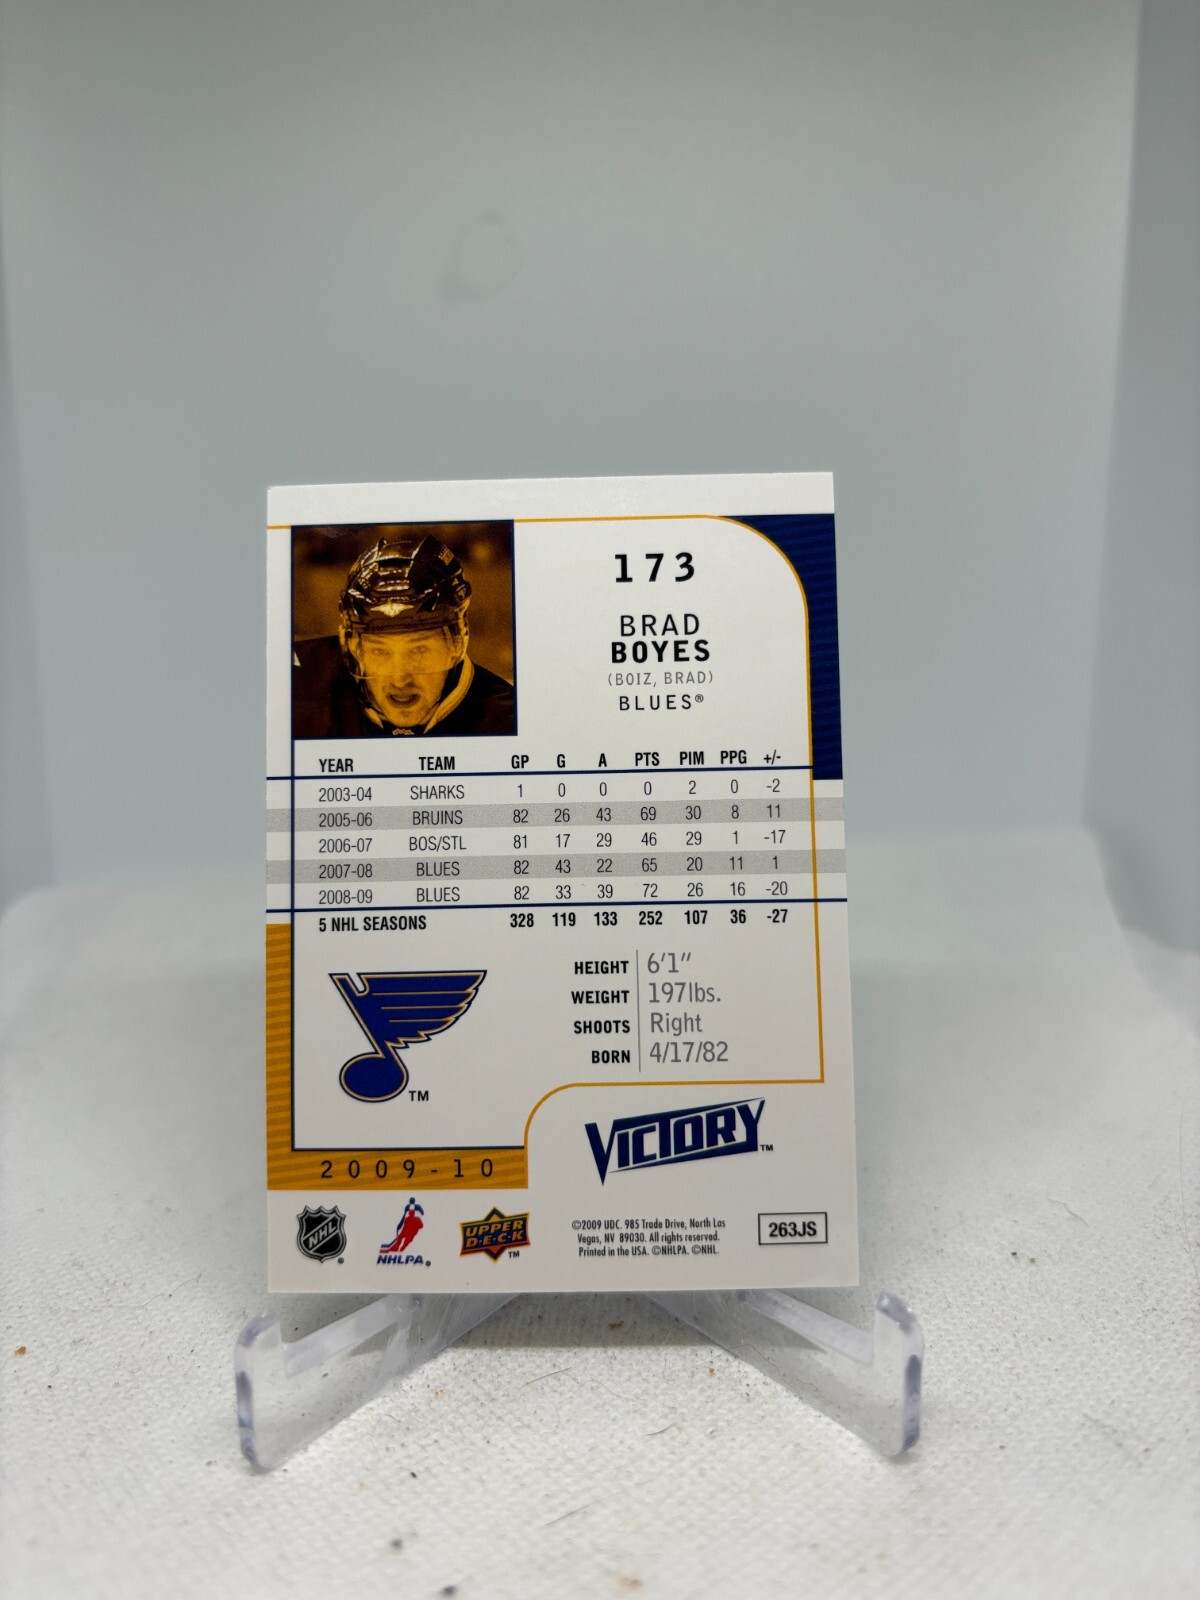 173
BRAD
BOYES
(BOIZ, BRAD)
BLUES®
YEAR TEAM GP G A PTS PIM PPG +/-
2003-04 SHARKS 1 0 0 0 2 0 -2
2005-06 BRUINS 82 26 43 69 30 8 11
2006-07 BOS/STL 81 17 29 46 29 1 -17
2007-08 BLUES 82 43 22 65 20 11 1
2008-09 BLUES 82 33 39 72 26 16 -20
5 NHL SEASONS 328 119 133 252 107 36 -27
HEIGHT 6'1"
WEIGHT 197lbs.
SHOOTS Right
BORN 4/17/82
TM
VICTORY TM
2009-10
NHL ®
NHLPA®
UPPER
D·E·C·K TM
©2009 UDC. 985 Trade Drive, North Las
Vegas, NV 89030. All rights reserved.
Printed in the USA. ©NHLPA. ©NHL.
263JS